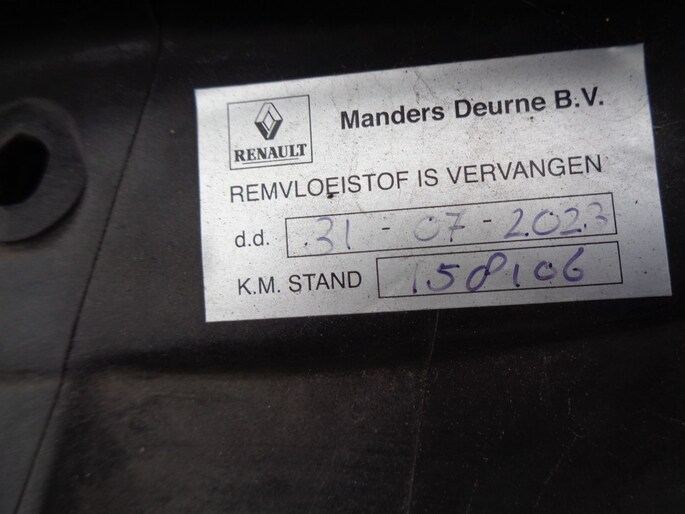 RENAULT
Manders Deurne B.V.
REMVLOEISTOF IS VERVANGEN
d.d. 31 - 07 - 2023
K.M. STAND 158106